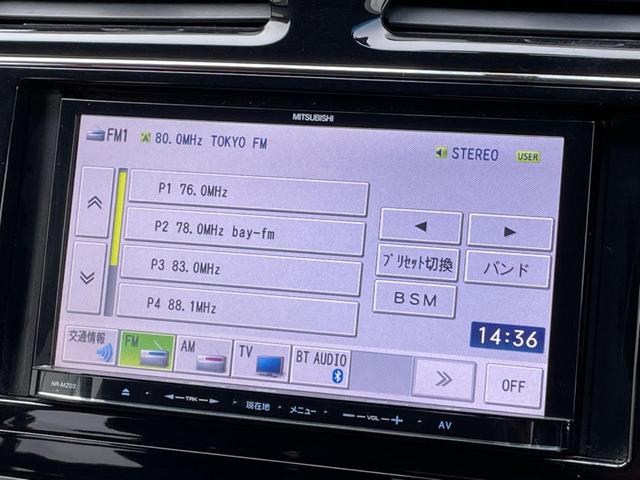 MITSUBISHI
FM1 80.0MHz TOKYO FM
STEREO USER
P1 76.0MHz
P2 78.0MHz bay-fm
P3 83.0MHz
P4 88.1MHz
プリセット切換 バンド
BSM
14:36
交通情報 FM AM TV BT AUDIO OFF
NR-MZ03
TRK 現在地 メニュー VOL AV